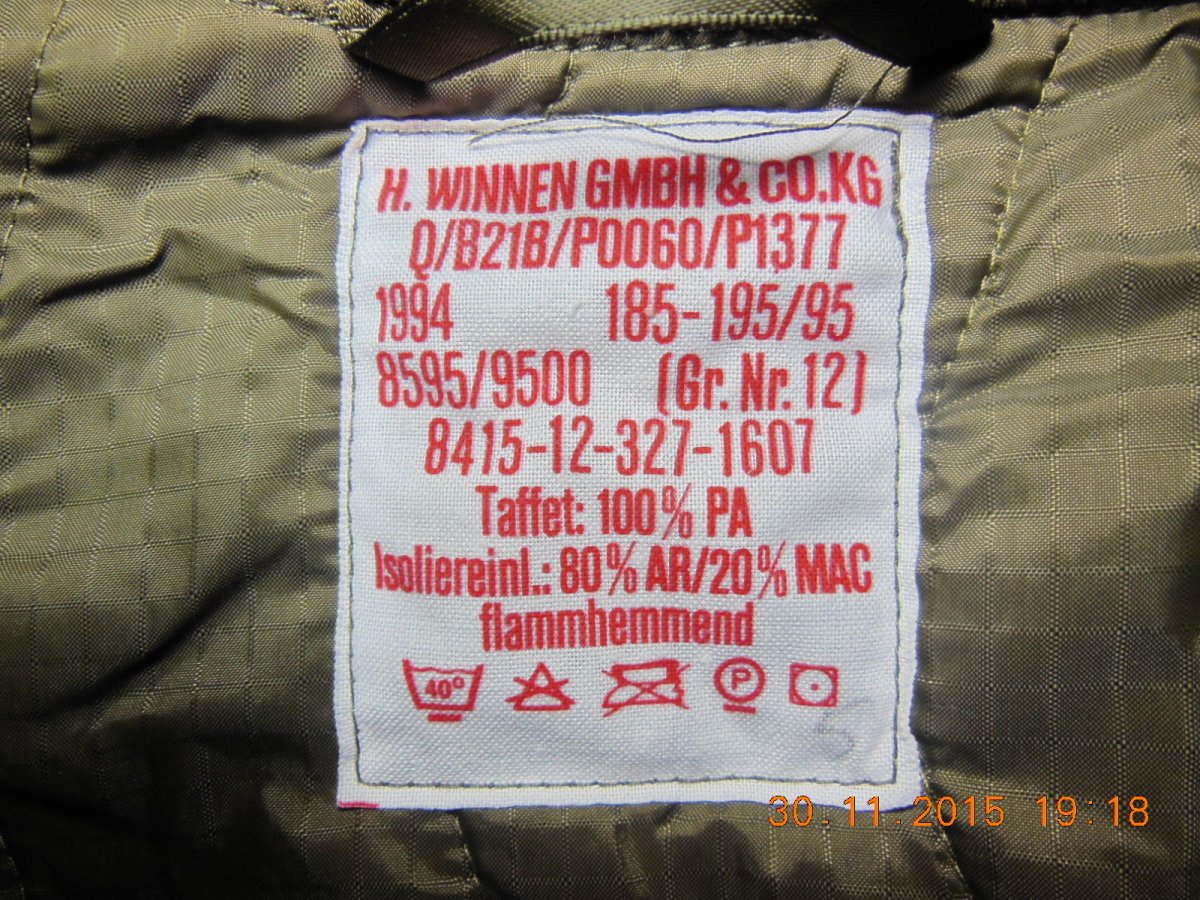 H. WINNEN GMBH & CO.KG
Q/B21B/P0060/P1377
1994 185-195/95
8595/9500 (Gr. Nr. 12)
8415-12-327-1607
Taffet: 100% PA
Isoliereinl.: 80% AR/20% MAC
flammhemmend
40° P
5
30.11.2015 19:18